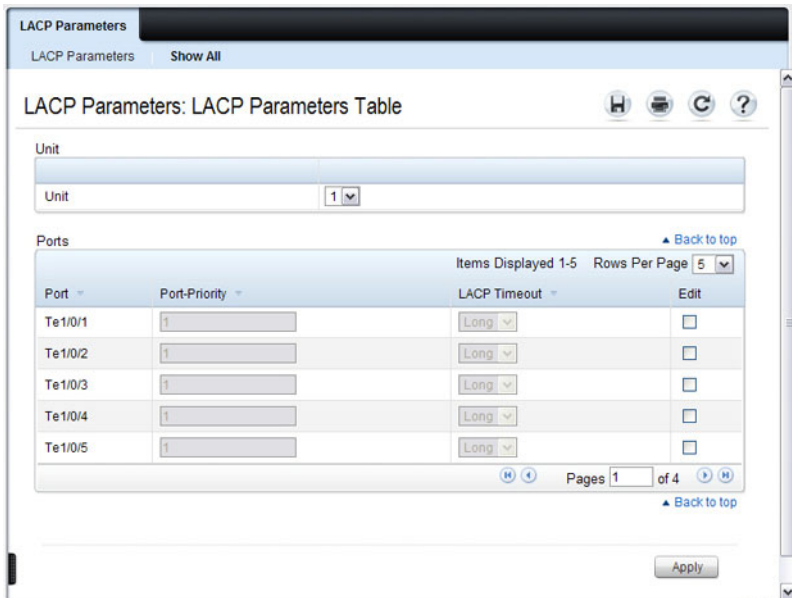 LACP Parameters
LACP Parameters Show All
LACP Parameters: LACP Parameters Table
Unit
Unit 1
Ports Back to top
Items Displayed 1-5 Rows Per Page 5
Port Port-Priority LACP Timeout Edit
Te1/0/1 1 Long
Te1/0/2 1 Long
Te1/0/3 1 Long
Te1/0/4 1 Long
Te1/0/5 1 Long
Pages 1 of 4
Back to top
Apply